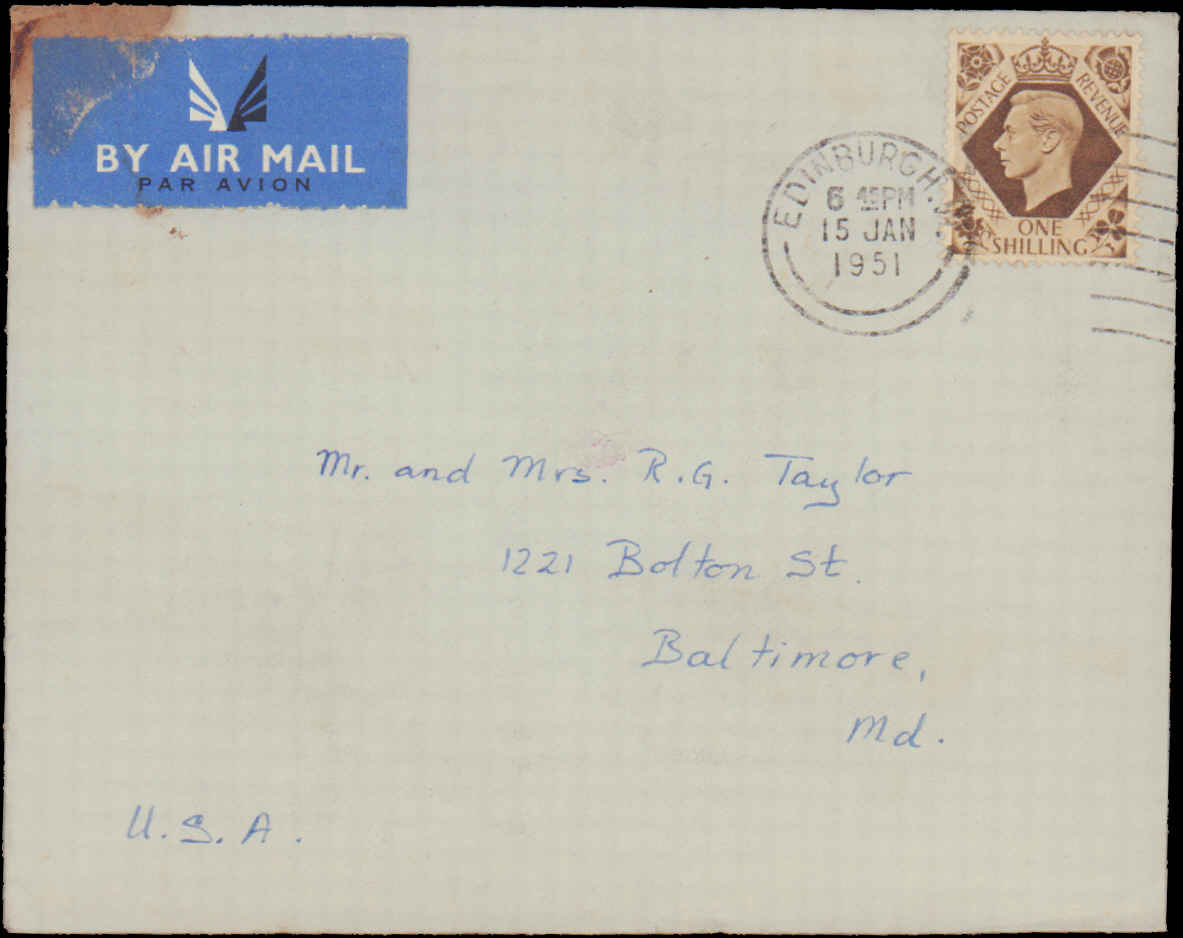 BY AIR MAIL
PAR AVION
POSTAGE REVENUE
ONE
SHILLING
EDINBURGH.
6 45PM
15 JAN
1951
Mr. and Mrs. R.G. Taylor
1221 Bolton St.
Baltimore,
Md.
U.S.A.